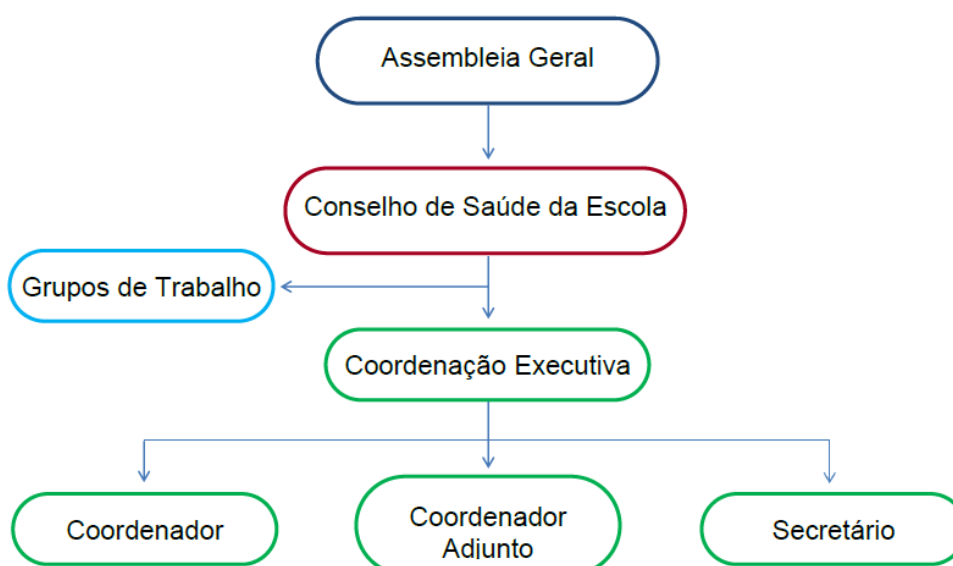 Assembleia Geral
Conselho de Saúde da Escola
Grupos de Trabalho
Coordenação Executiva
Coordenador
Coordenador
Adjunto
Secretário